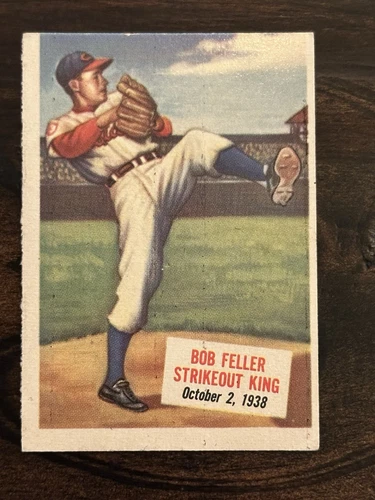 BOB FELLER
STRIKEOUT KING
October 2, 1938